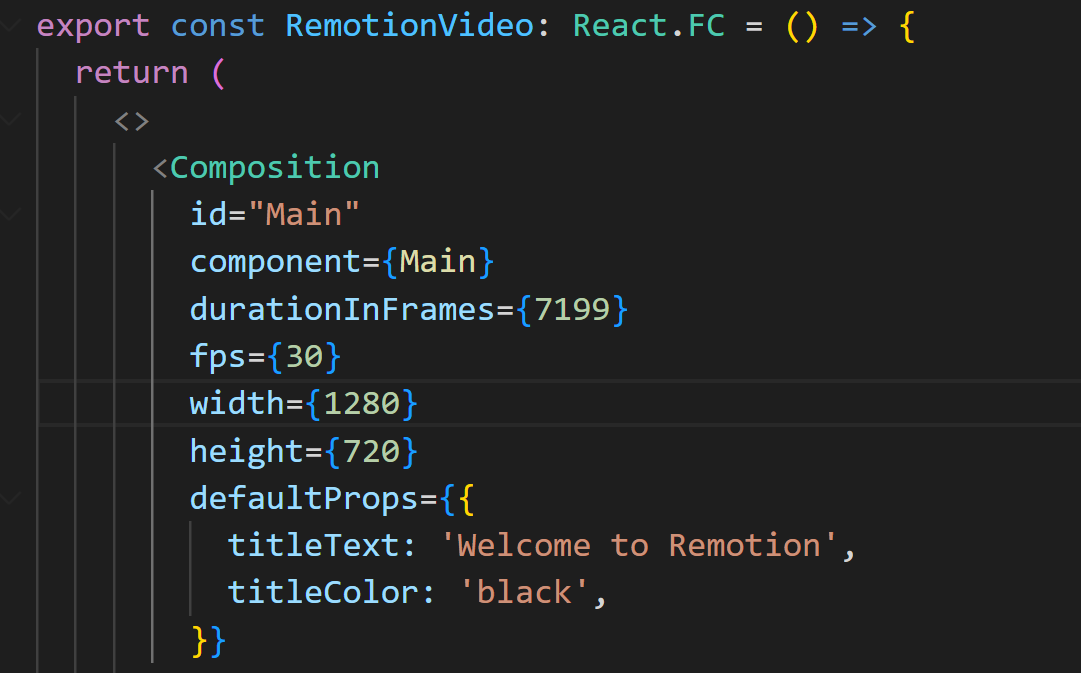 export const RemotionVideo: React.FC = () => {
  return (
    <>
      <Composition
        id="Main"
        component={Main}
        durationInFrames={7199}
        fps={30}
        width={1280}
        height={720}
        defaultProps={{
          titleText: 'Welcome to Remotion',
          titleColor: 'black',
        }}